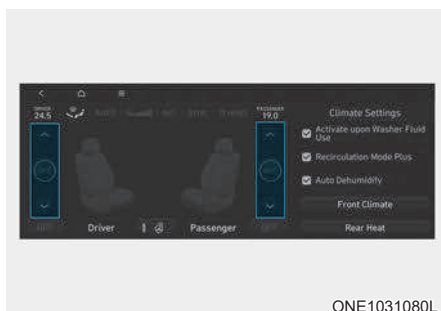 DRIVER
24.5
PASSENGER
19.0
Climate Settings
Activate upon Washer Fluid
Use
Recirculation Mode Plus
Auto Dehumidify
Front Climate
Driver
Passenger
Rear Heat
ONE1031080L